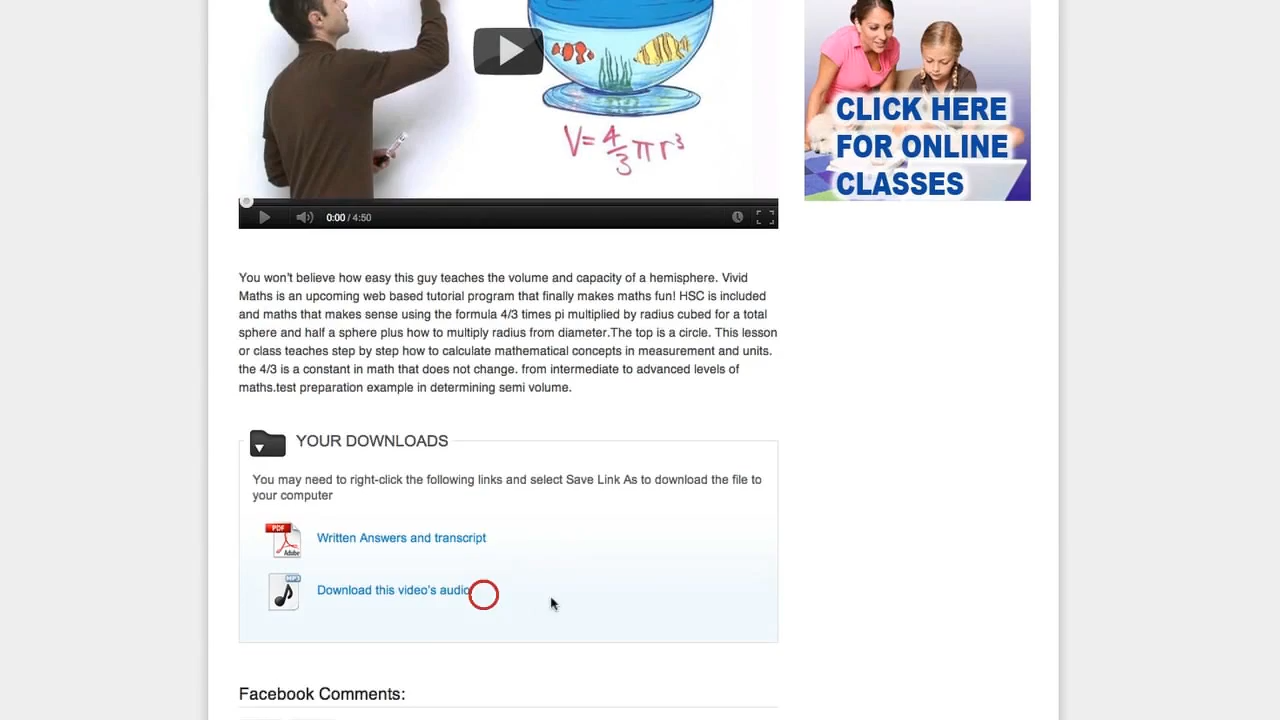 V= 4/3 π r³
CLICK HERE
FOR ONLINE
CLASSES
0:00 / 4:50
You won't believe how easy this guy teaches the volume and capacity of a hemisphere. Vivid
Maths is an upcoming web based tutorial program that finally makes maths fun! HSC is included
and maths that makes sense using the formula 4/3 times pi multiplied by radius cubed for a total
sphere and half a sphere plus how to multiply radius from diameter.The top is a circle. This lesson
or class teaches step by step how to calculate mathematical concepts in measurement and units.
the 4/3 is a constant in math that does not change. from intermediate to advanced levels of
maths.test preparation example in determining semi volume.
YOUR DOWNLOADS
You may need to right-click the following links and select Save Link As to download the file to
your computer
PDF
Adobe
Written Answers and transcript
MP3
Download this video's audio
Facebook Comments: